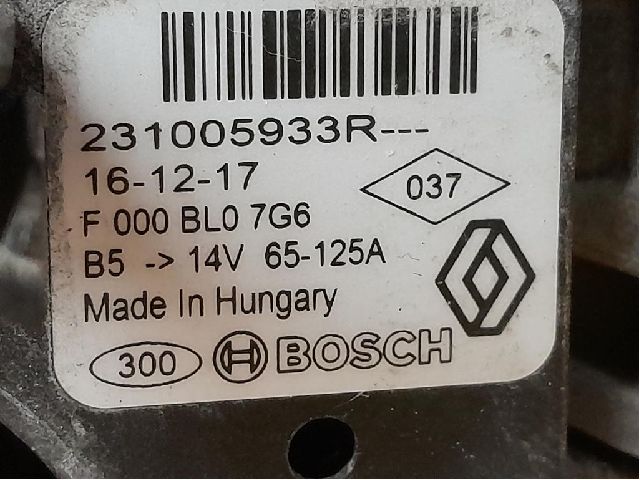 231005933R---
16-12-17
037
F 000 BL0 7G6
B5 -> 14V 65-125A
Made In Hungary
300 BOSCH